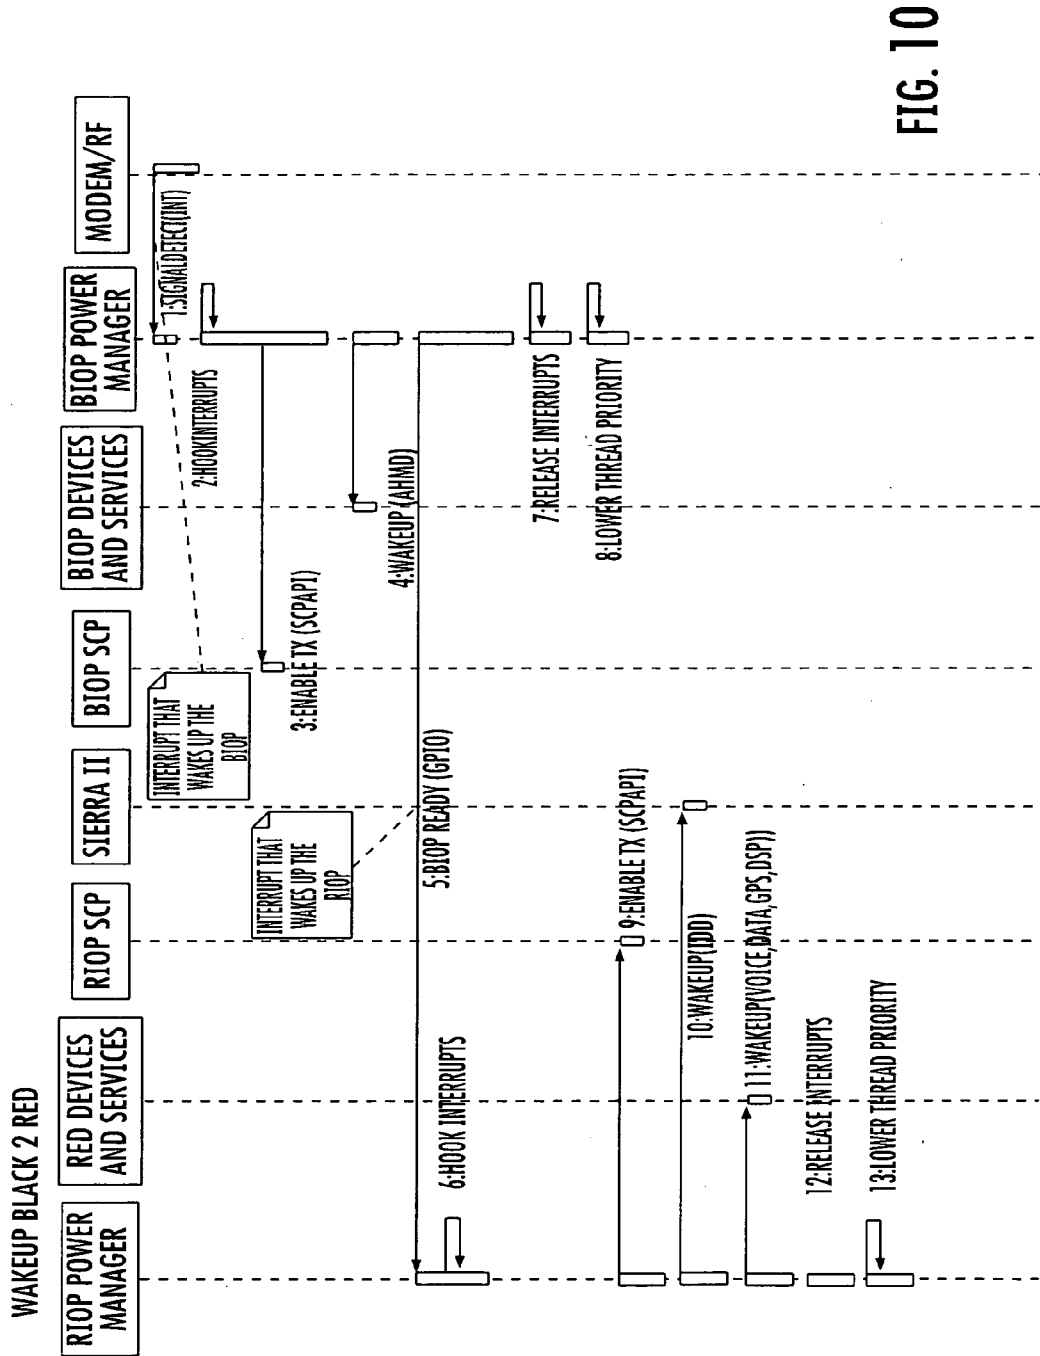 WAKEUP BLACK 2 RED
RIOP POWER
MANAGER
RED DEVICES
AND SERVICES
RIOP SCP
SIERRA II
BIOP SCP
BIOP DEVICES
AND SERVICES
BIOP POWER
MANAGER
MODEM/RF
1:SIGNALDETECT(INT)
INTERRUPT THAT
WAKES UP THE
BIOP
2:HOOKINTERRUPTS
3:ENABLE TX (SCPAPI)
INTERRUPT THAT
WAKES UP THE
RIOP
4:WAKEUP (AHMD)
5:BIOP READY (GPIO)
6:HOOK INTERRUPTS
7:RELEASE INTERRUPTS
8:LOWER THREAD PRIORITY
9:ENABLE TX (SCPAPI)
10:WAKEUP(IDD)
11:WAKEUP(VOICE,DATA,GPS,DSP))
12:RELEASE INTERRUPTS
13:LOWER THREAD PRIORITY
FIG. 10